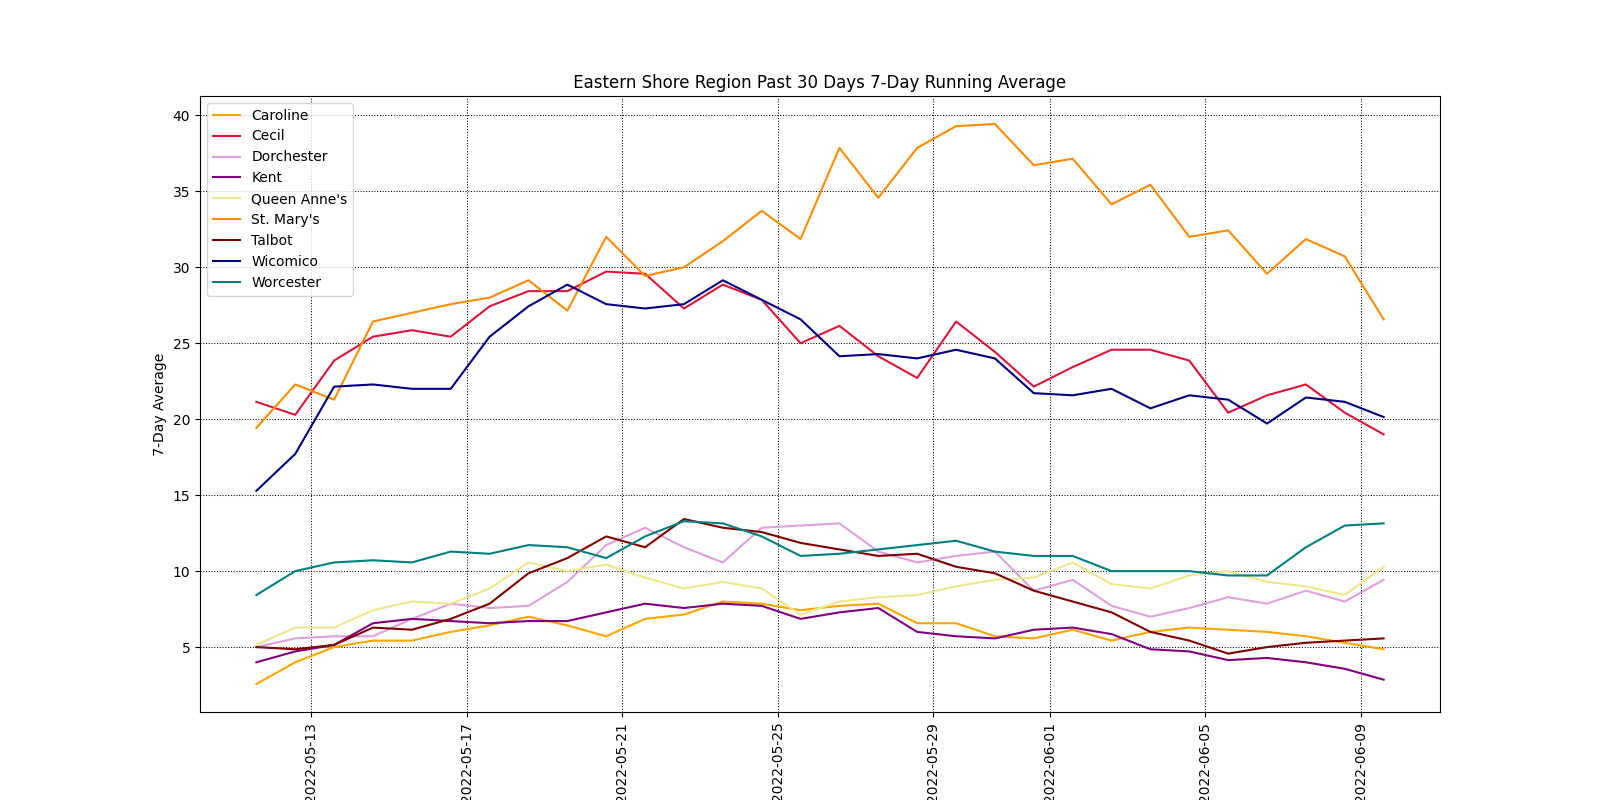 Eastern Shore Region Past 30 Days 7-Day Running Average
Caroline
Cecil
Dorchester
Kent
Queen Anne's
St. Mary's
Talbot
Wicomico
Worcester
7-Day Average
40
35
30
25
20
15
10
5
2022-05-13
2022-05-17
2022-05-21
2022-05-25
2022-05-29
2022-06-01
2022-06-05
2022-06-09